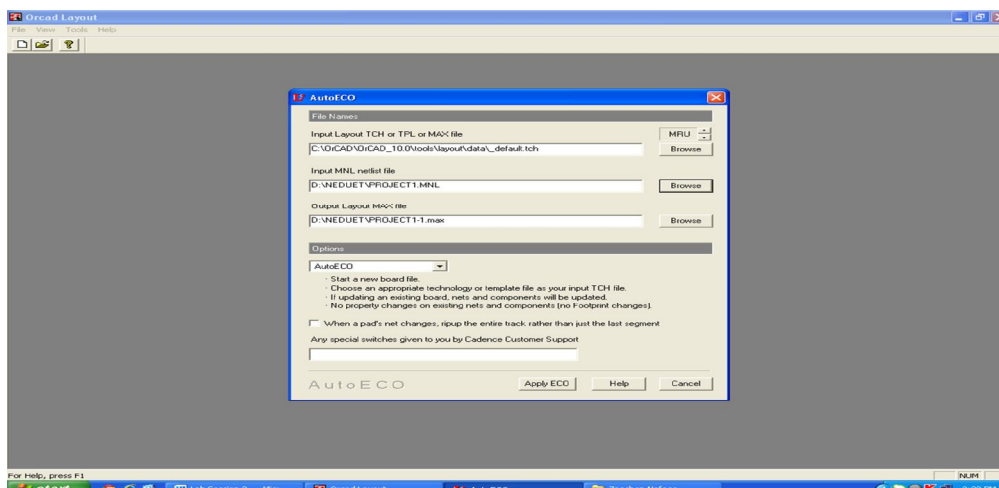 Orcad Layout
File View Tools Help
AutoECO
File Names
Input Layout TCH or TPL or MAX file
MRU
C:\OrCAD\OrCAD_10.0\tools\layout\data\_default.tch
Browse
Input MNL netlist file
D:\NEDUET\PROJECT1.MNL
Browse
Output Layout MAX file
D:\NEDUET\PROJECT1-1.max
Browse
Options
AutoECO
· Start a new board file.
· Choose an appropriate technology or template file as your input TCH file.
· If updating an existing board, nets and components will be updated.
· No property changes on existing nets and components (no Footprint changes).
When a pad's net changes, ripup the entire track rather than just the last segment
Any special switches given to you by Cadence Customer Support
AutoECO
Apply ECO
Help
Cancel
For Help, press F1
NUM